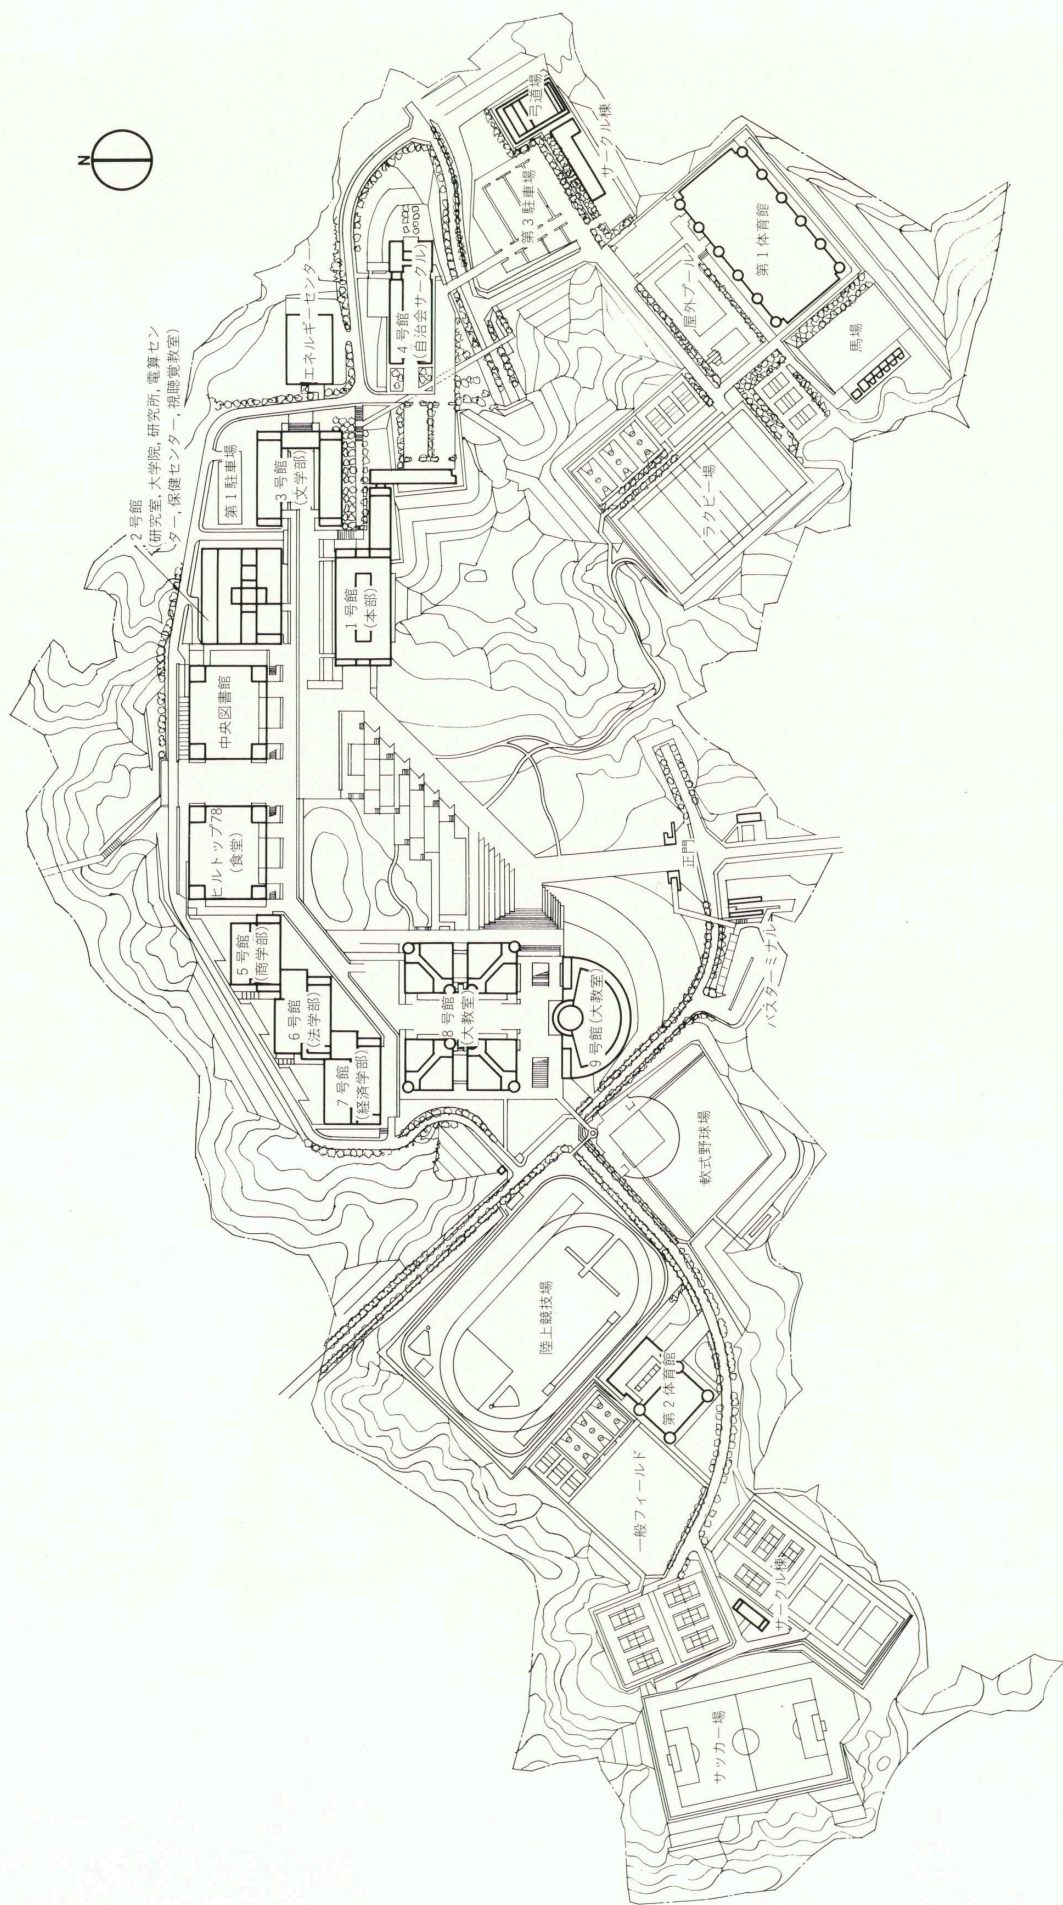 N
2号館
(研究室, 大学院, 研究所, 電算セン
ター, 保健センター, 視聴覚教室)
エネルギーセンター
第1駐車場
3号館
(文学部)
4号館
(自治会サークル)
第3駐車場
弓道場
サークル棟
第1体育館
屋外プール
馬場
ラクビー場
1号館
(本部)
中央図書館
ヒルトップ78
(食堂)
5号館
(商学部)
6号館
(法学部)
7号館
(経済学部)
8号館
(大教室)
9号館(大教室)
正門
バスターミナル
軟式野球場
陸上競技場
第2体育館
一般フィールド
サークル棟
サッカー場